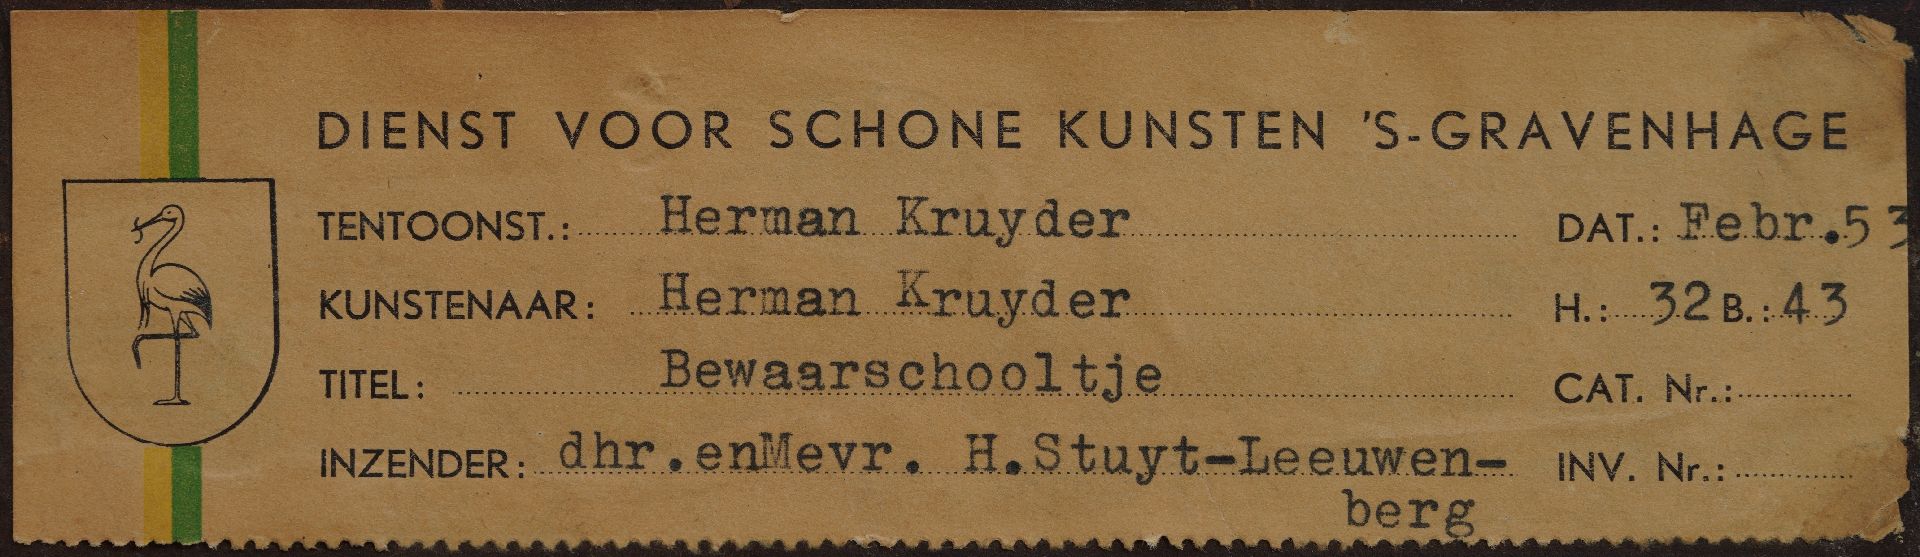 DIENST VOOR SCHONE KUNSTEN 'S-GRAVENHAGE
TENTOONST.: Herman Kruyder DAT.: Febr.53
KUNSTENAAR: Herman Kruyder H.: 32 B.: 43
TITEL: Bewaarschooltje CAT. Nr.:
INZENDER: dhr.enMevr. H.Stuyt-Leeuwen- INV. Nr.:
berg